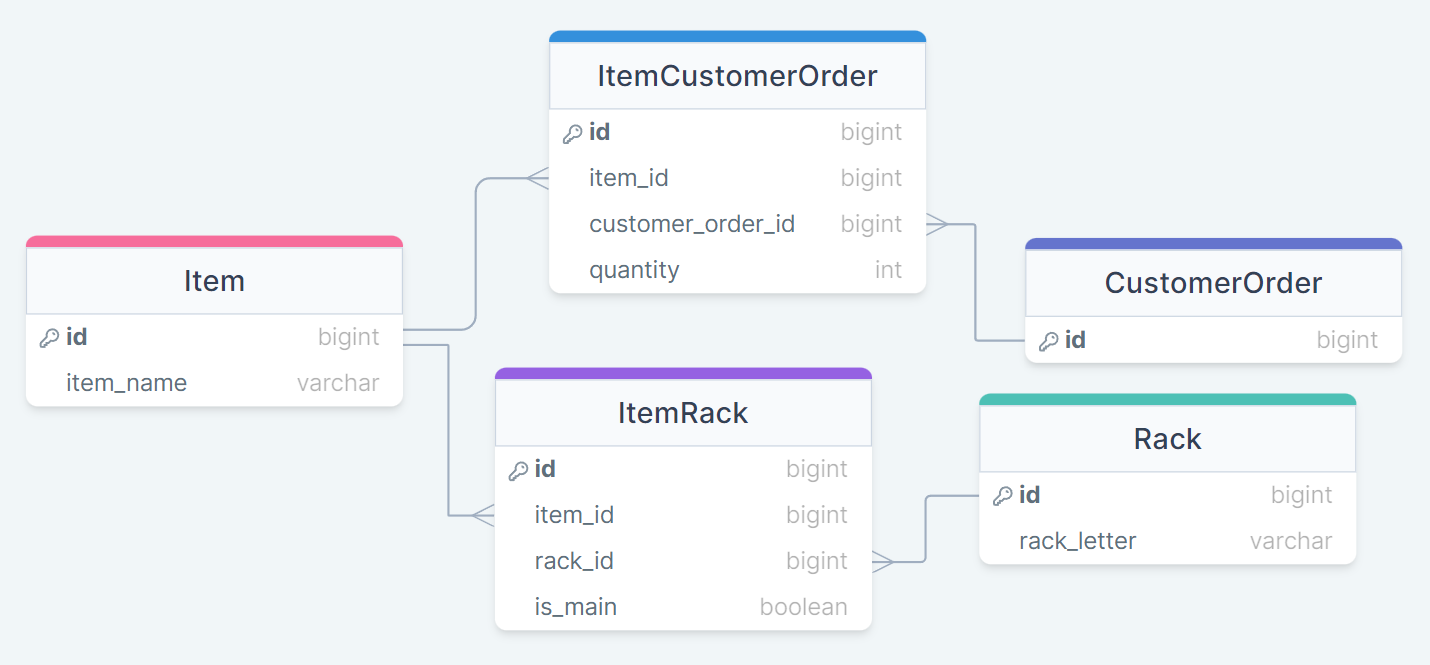 ItemCustomerOrder
id bigint
item_id bigint
customer_order_id bigint
quantity int
Item
id bigint
item_name varchar
CustomerOrder
id bigint
ItemRack
id bigint
item_id bigint
rack_id bigint
is_main boolean
Rack
id bigint
rack_letter varchar